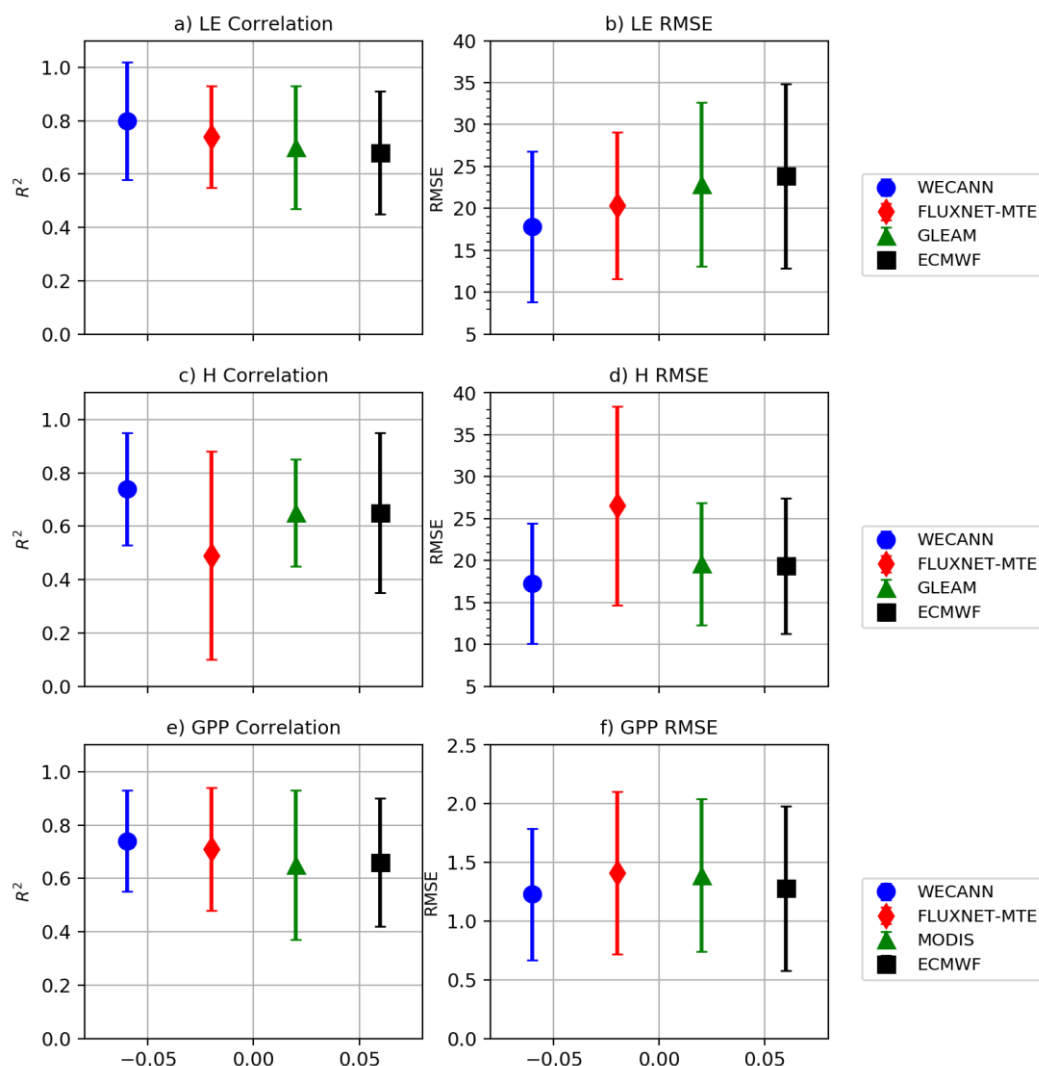 a) LE Correlation
1.0
0.8
0.6
0.4
0.2
0.0
R²
b) LE RMSE
40
35
30
25
20
15
10
5
RMSE
WECANN
FLUXNET-MTE
GLEAM
ECMWF
c) H Correlation
1.0
0.8
0.6
0.4
0.2
0.0
R²
d) H RMSE
40
35
30
25
20
15
10
5
RMSE
WECANN
FLUXNET-MTE
GLEAM
ECMWF
e) GPP Correlation
1.0
0.8
0.6
0.4
0.2
0.0
R²
−0.05 0.00 0.05
f) GPP RMSE
2.5
2.0
1.5
1.0
0.5
0.0
RMSE
−0.05 0.00 0.05
WECANN
FLUXNET-MTE
MODIS
ECMWF